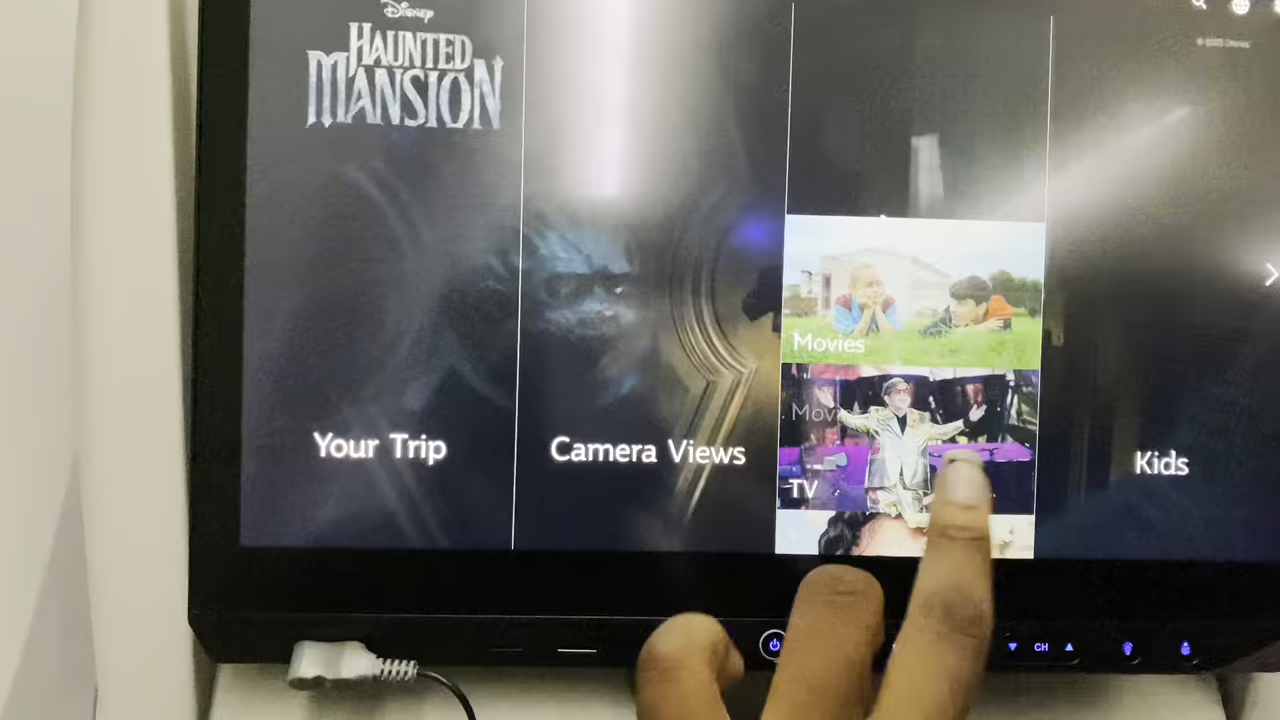 Disney
HAUNTED
MANSION
Movies
TV
Your Trip
Camera Views
Kids
CH